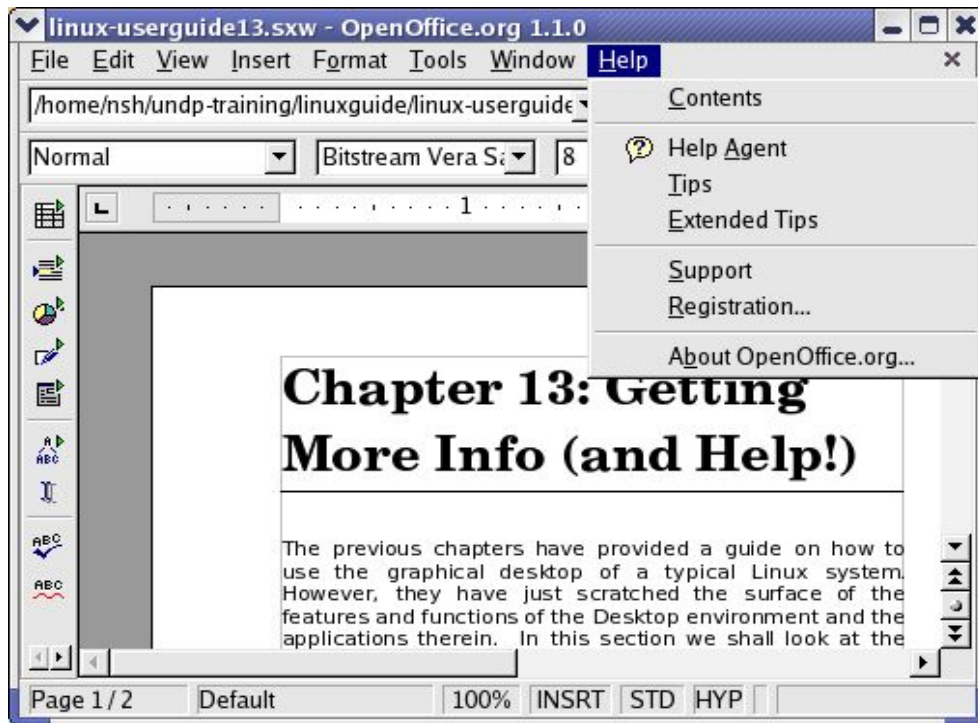 linux-userguide13.sxw - OpenOffice.org 1.1.0
File Edit View Insert Format Tools Window Help
/home/nsh/undp-training/linuxguide/linux-userguide
Contents
Normal
Bitstream Vera Sa
8
Help Agent
Tips
Extended Tips
Support
Registration...
About OpenOffice.org...
1
Chapter 13: Getting
More Info (and Help!)
The previous chapters have provided a guide on how to
use the graphical desktop of a typical Linux system.
However, they have just scratched the surface of the
features and functions of the Desktop environment and the
applications therein. In this section we shall look at the
A
ABC
ABC
ABC
Page 1 / 2 Default 100% INSRT STD HYP